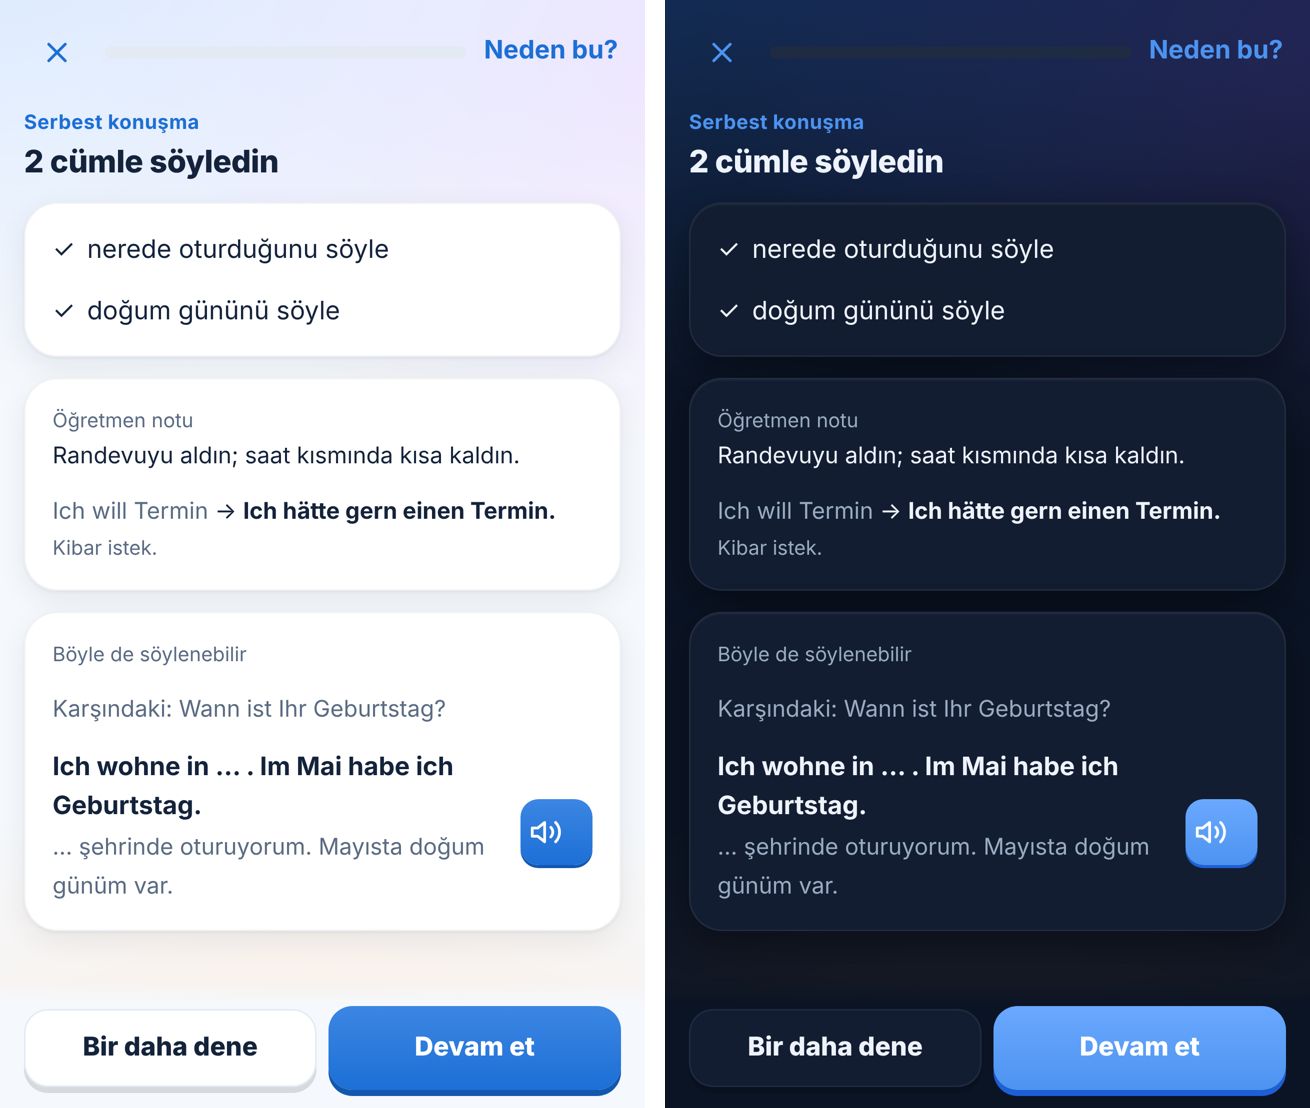 Neden bu?
Serbest konuşma
2 cümle söyledin
✓ nerede oturduğunu söyle
✓ doğum gününü söyle
Öğretmen notu
Randevuyu aldın; saat kısmında kısa kaldın.
Ich will Termin → Ich hätte gern einen Termin.
Kibar istek.
Böyle de söylenebilir
Karşındaki: Wann ist Ihr Geburtstag?
Ich wohne in … . Im Mai habe ich
Geburtstag.
… şehrinde oturuyorum. Mayısta doğum
günüm var.
Bir daha dene
Devam et
Neden bu?
Serbest konuşma
2 cümle söyledin
✓ nerede oturduğunu söyle
✓ doğum gününü söyle
Öğretmen notu
Randevuyu aldın; saat kısmında kısa kaldın.
Ich will Termin → Ich hätte gern einen Termin.
Kibar istek.
Böyle de söylenebilir
Karşındaki: Wann ist Ihr Geburtstag?
Ich wohne in … . Im Mai habe ich
Geburtstag.
… şehrinde oturuyorum. Mayısta doğum
günüm var.
Bir daha dene
Devam et